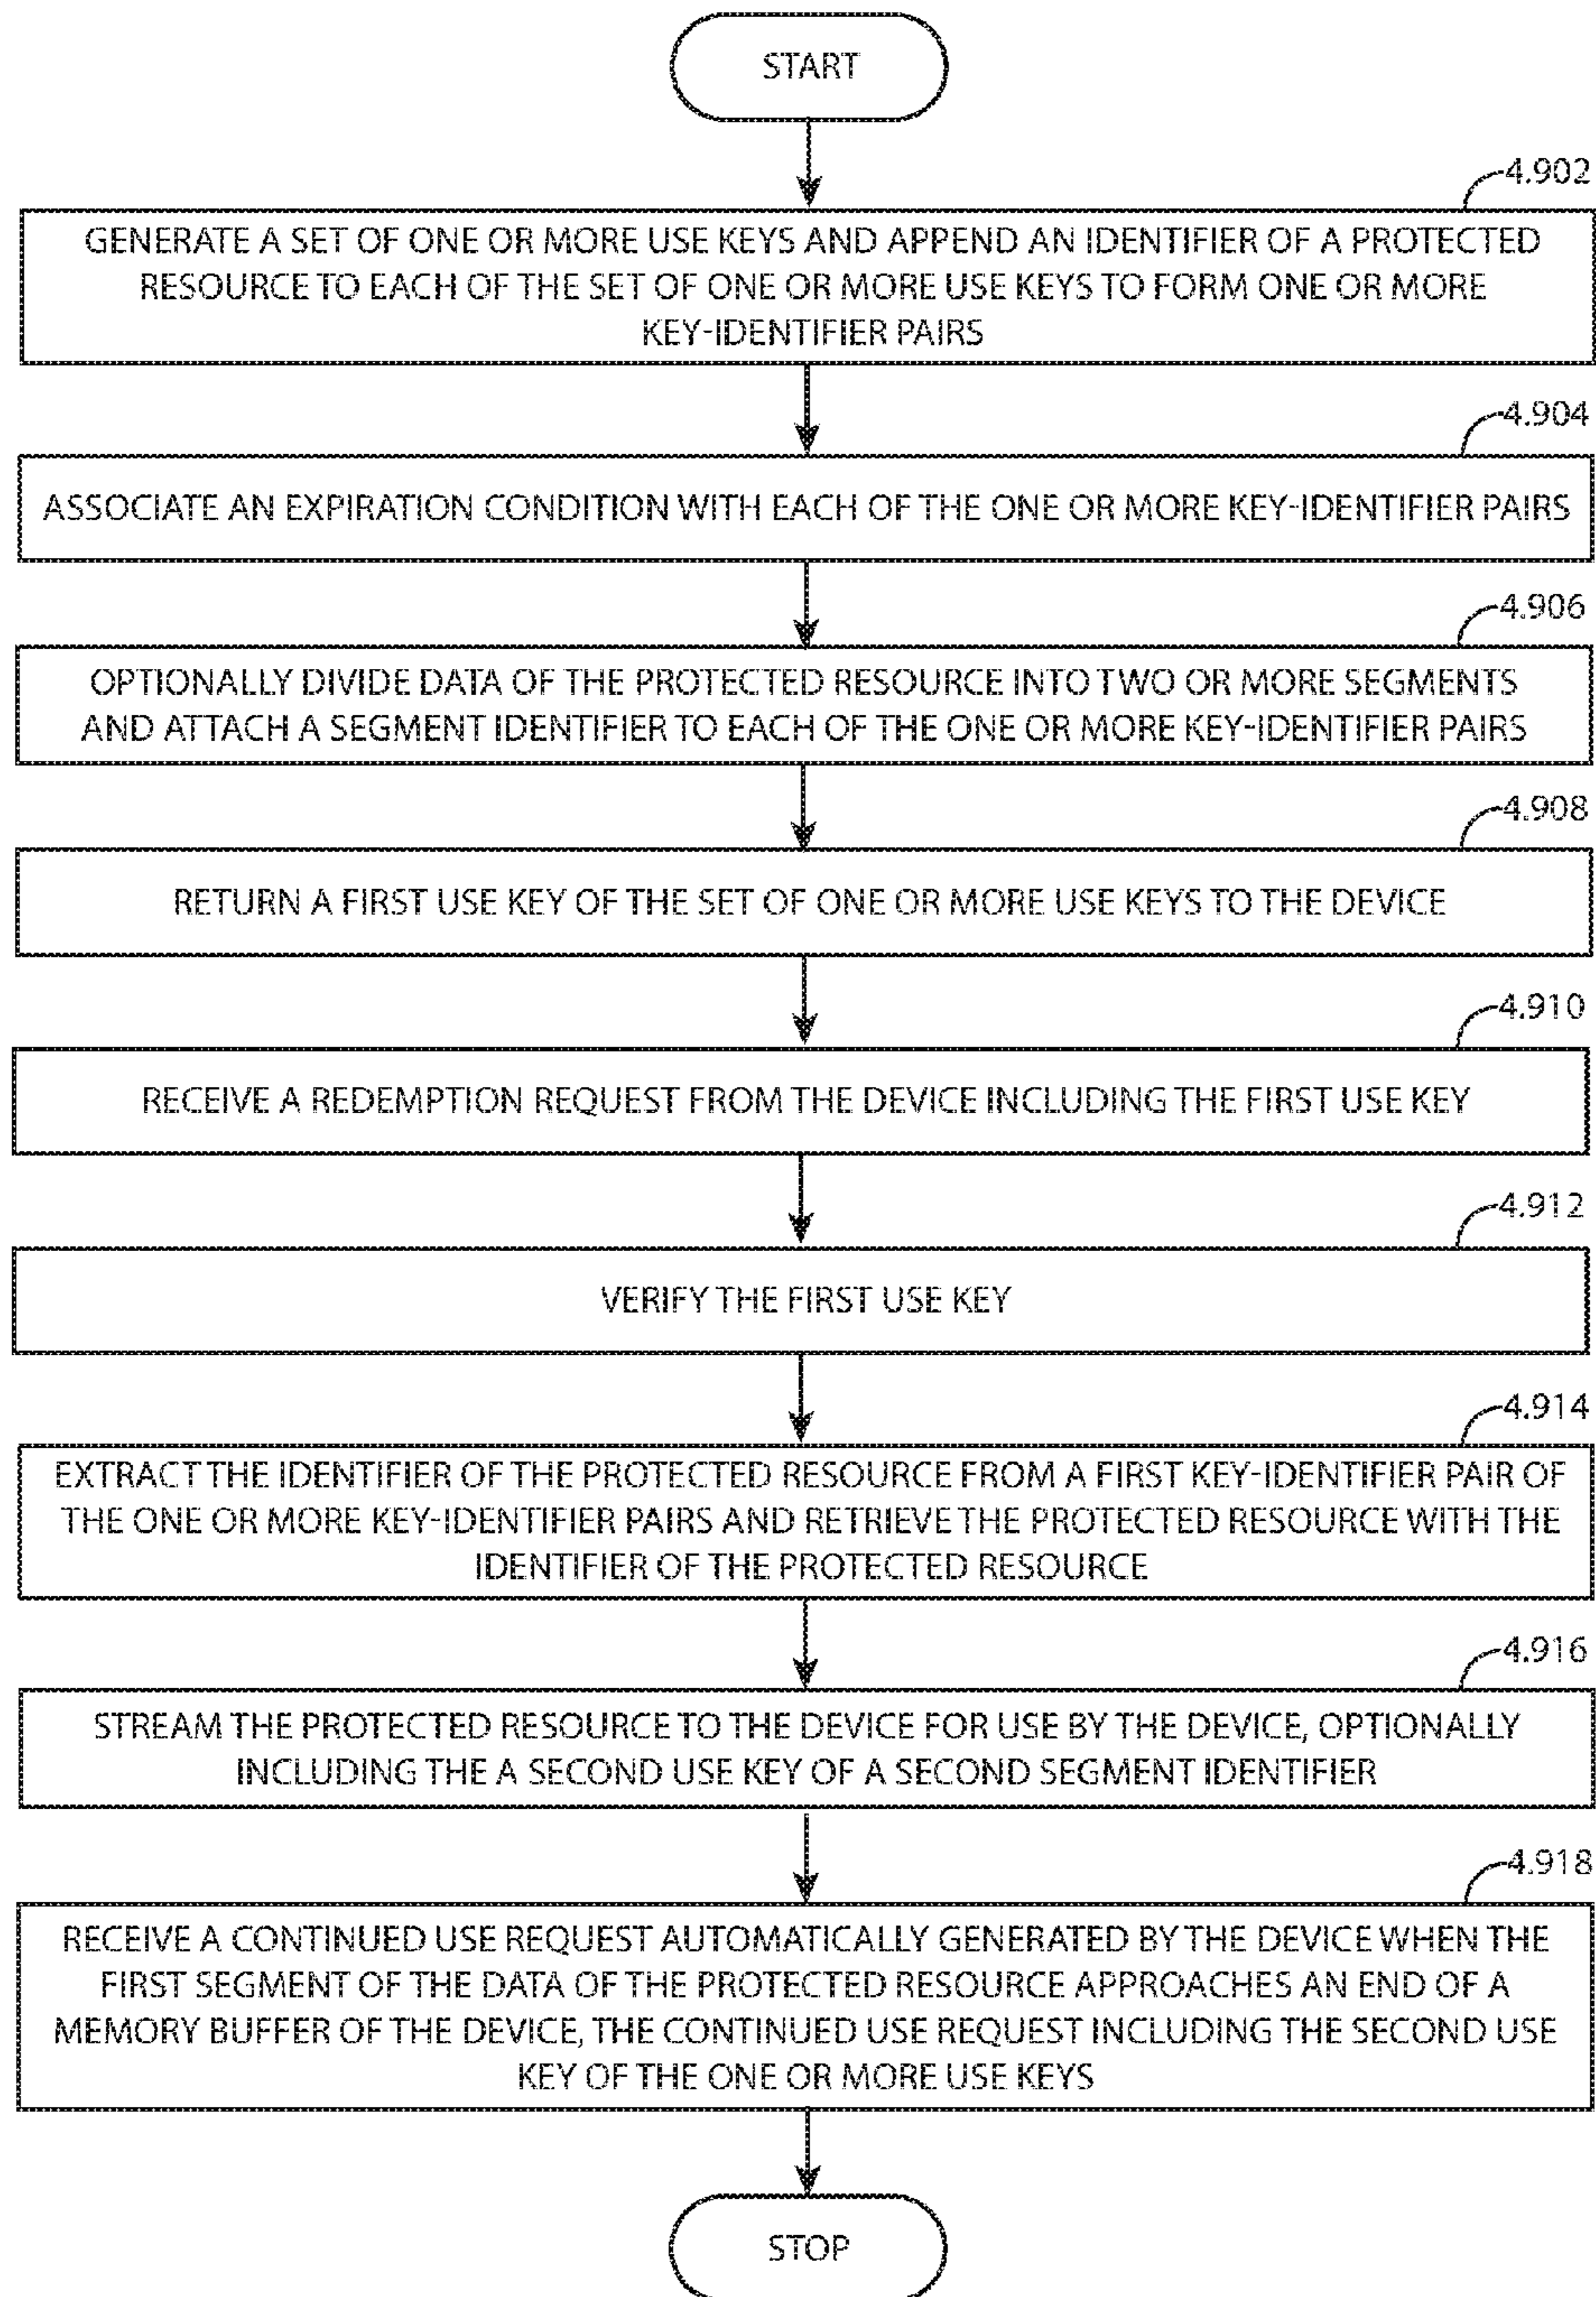 START
4.902
GENERATE A SET OF ONE OR MORE USE KEYS AND APPEND AN IDENTIFIER OF A PROTECTED
RESOURCE TO EACH OF THE SET OF ONE OR MORE USE KEYS TO FORM ONE OR MORE
KEY-IDENTIFIER PAIRS
4.904
ASSOCIATE AN EXPIRATION CONDITION WITH EACH OF THE ONE OR MORE KEY-IDENTIFIER PAIRS
4.906
OPTIONALLY DIVIDE DATA OF THE PROTECTED RESOURCE INTO TWO OR MORE SEGMENTS
AND ATTACH A SEGMENT IDENTIFIER TO EACH OF THE ONE OR MORE KEY-IDENTIFIER PAIRS
4.908
RETURN A FIRST USE KEY OF THE SET OF ONE OR MORE USE KEYS TO THE DEVICE
4.910
RECEIVE A REDEMPTION REQUEST FROM THE DEVICE INCLUDING THE FIRST USE KEY
4.912
VERIFY THE FIRST USE KEY
4.914
EXTRACT THE IDENTIFIER OF THE PROTECTED RESOURCE FROM A FIRST KEY-IDENTIFIER PAIR OF
THE ONE OR MORE KEY-IDENTIFIER PAIRS AND RETRIEVE THE PROTECTED RESOURCE WITH THE
IDENTIFIER OF THE PROTECTED RESOURCE
4.916
STREAM THE PROTECTED RESOURCE TO THE DEVICE FOR USE BY THE DEVICE, OPTIONALLY
INCLUDING THE A SECOND USE KEY OF A SECOND SEGMENT IDENTIFIER
4.918
RECEIVE A CONTINUED USE REQUEST AUTOMATICALLY GENERATED BY THE DEVICE WHEN THE
FIRST SEGMENT OF THE DATA OF THE PROTECTED RESOURCE APPROACHES AN END OF A
MEMORY BUFFER OF THE DEVICE, THE CONTINUED USE REQUEST INCLUDING THE SECOND USE
KEY OF THE ONE OR MORE USE KEYS
STOP